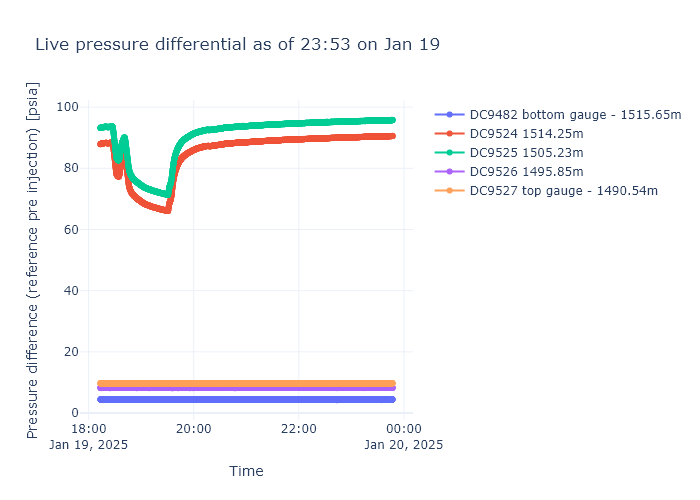 Live pressure differential as of 23:53 on Jan 19
Pressure difference (reference pre injection) [psia]
100
80
60
40
20
0
18:00
Jan 19, 2025
20:00
22:00
00:00
Jan 20, 2025
Time
DC9482 bottom gauge - 1515.65m
DC9524 1514.25m
DC9525 1505.23m
DC9526 1495.85m
DC9527 top gauge - 1490.54m